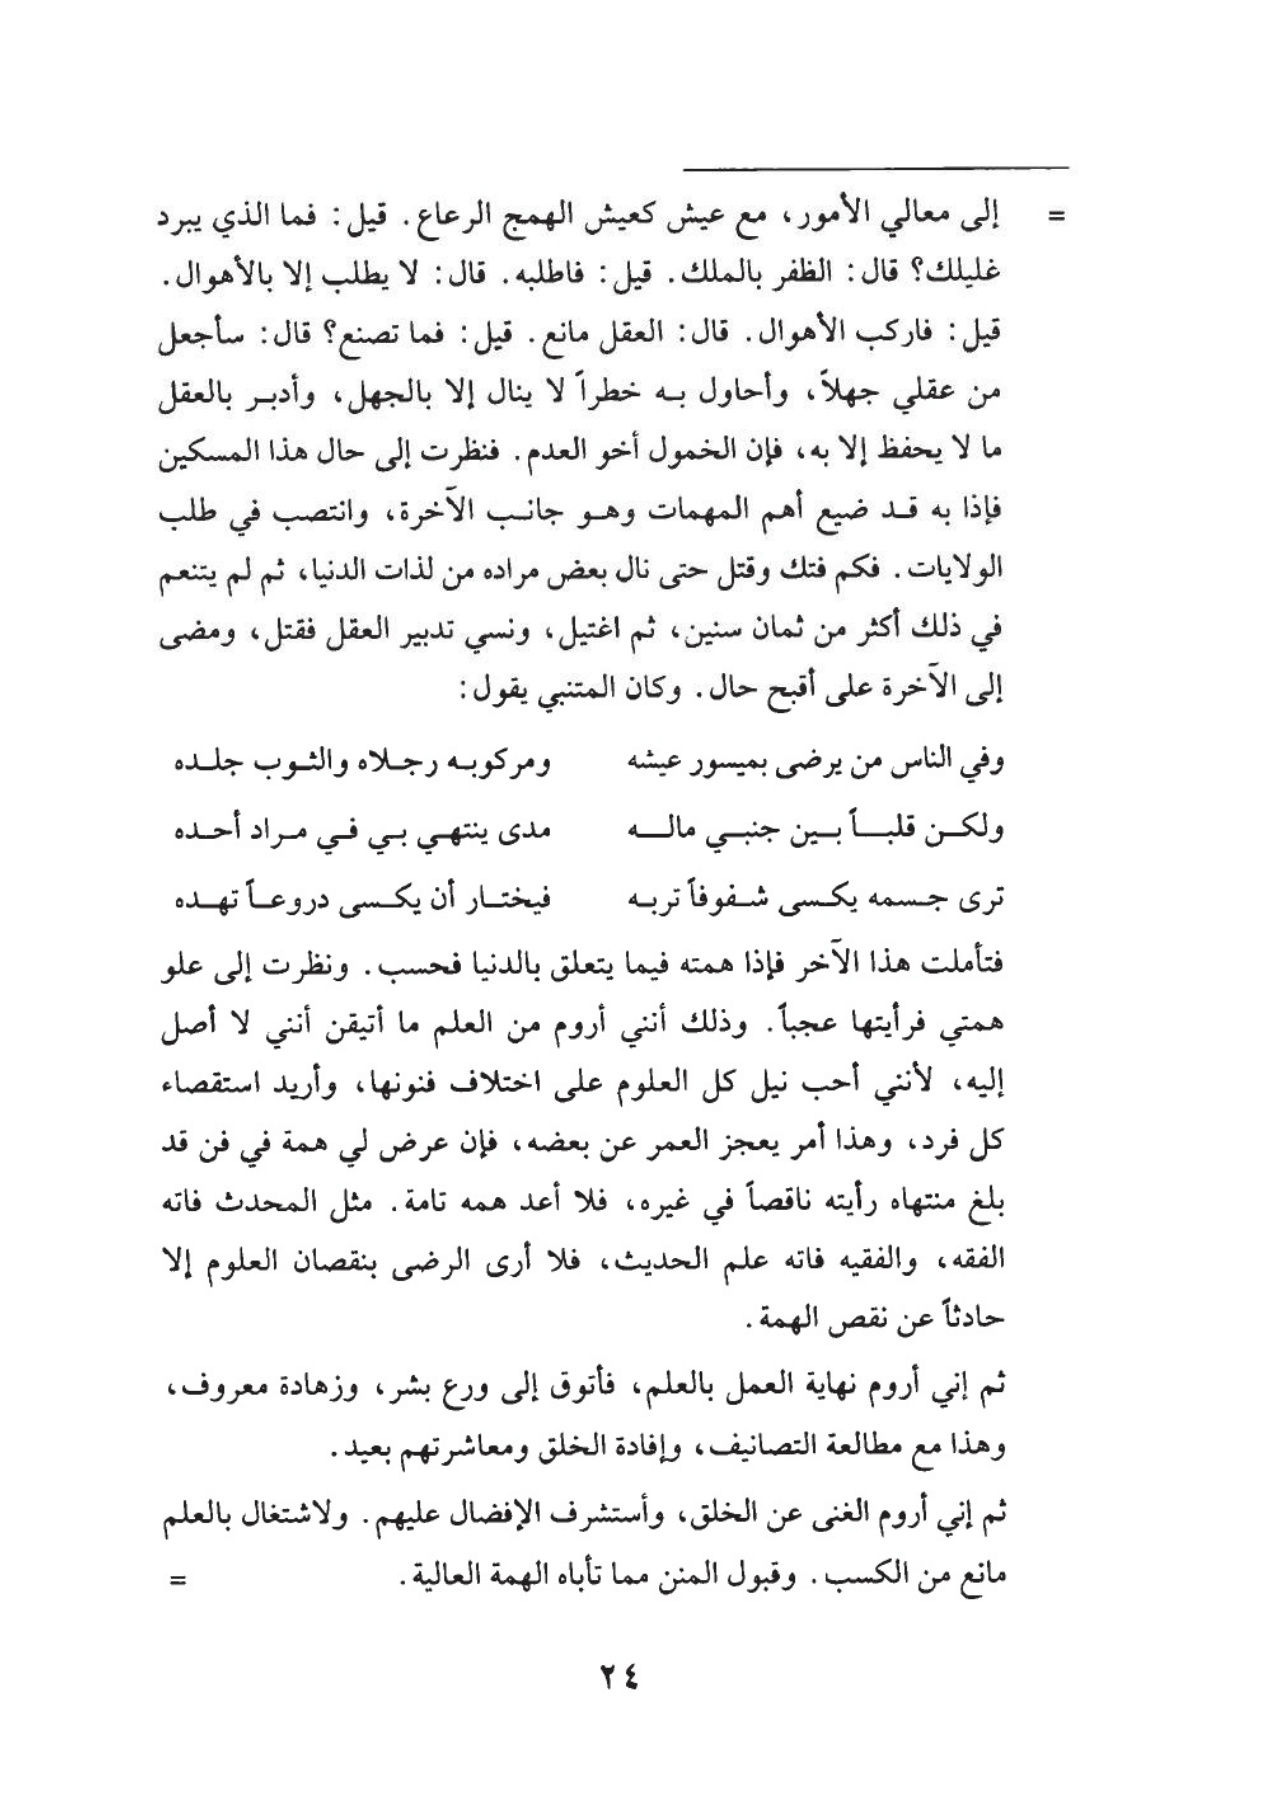 = إلى معالي الأمور، مع عيش كعيش الهمج الرعاع. قيل: فما الذي يبرد
غليلك؟ قال: الظفر بالملك. قيل: فاطلبه. قال: لا يطلب إلا بالأهوال.
قيل: فاركب الأهوال. قال: العقل مانع. قيل: فما تصنع؟ قال: سأجعل
من عقلي جهلاً، وأحاول به خطراً لا ينال إلا بالجهل، وأدبر بالعقل
ما لا يحفظ إلا به، فإن الخمول أخو العدم. فنظرت إلى حال هذا المسكين
فإذا به قد ضيع أهم المهمات وهو جانب الآخرة، وانتصب في طلب
الولايات. فكم فتك وقتل حتى نال بعض مراده من لذات الدنيا، ثم لم يتنعم
في ذلك أكثر من ثمان سنين، ثم اغتيل، ونسي تدبير العقل فقتل، ومضى
إلى الآخرة على أقبح حال. وكان المتنبي يقول:
وفي الناس من يرضى بميسور عيشه ومركوبه رجلاه والثوب جلده
ولكن قلباً بين جنبي ماله مدى ينتهي بي في مراد أحده
ترى جسمه يكسى شفوفاً تربه فيختار أن يكسى دروعاً تهده
فتأملت هذا الآخر فإذا همته فيما يتعلق بالدنيا فحسب. ونظرت إلى علو
همتي فرأيتها عجباً. وذلك أنني أروم من العلم ما أتيقن أنني لا أصل
إليه، لأنني أحب نيل كل العلوم على اختلاف فنونها، وأريد استقصاء
كل فرد، وهذا أمر يعجز العمر عن بعضه، فإن عرض لي همة في فن قد
بلغ منتهاه رأيته ناقصاً في غيره، فلا أعد همه تامة. مثل المحدث فاته
الفقه، والفقيه فاته علم الحديث، فلا أرى الرضى بنقصان العلوم إلا
حادثاً عن نقص الهمة.
ثم إني أروم نهاية العمل بالعلم، فأتوق إلى ورع بشر، وزهادة معروف،
وهذا مع مطالعة التصانيف، وإفادة الخلق ومعاشرتهم بعيد.
ثم إني أروم الغنى عن الخلق، وأستشرف الإفضال عليهم. ولاشتغال بالعلم
مانع من الكسب. وقبول المنن مما تأباه الهمة العالية. =
٢٤